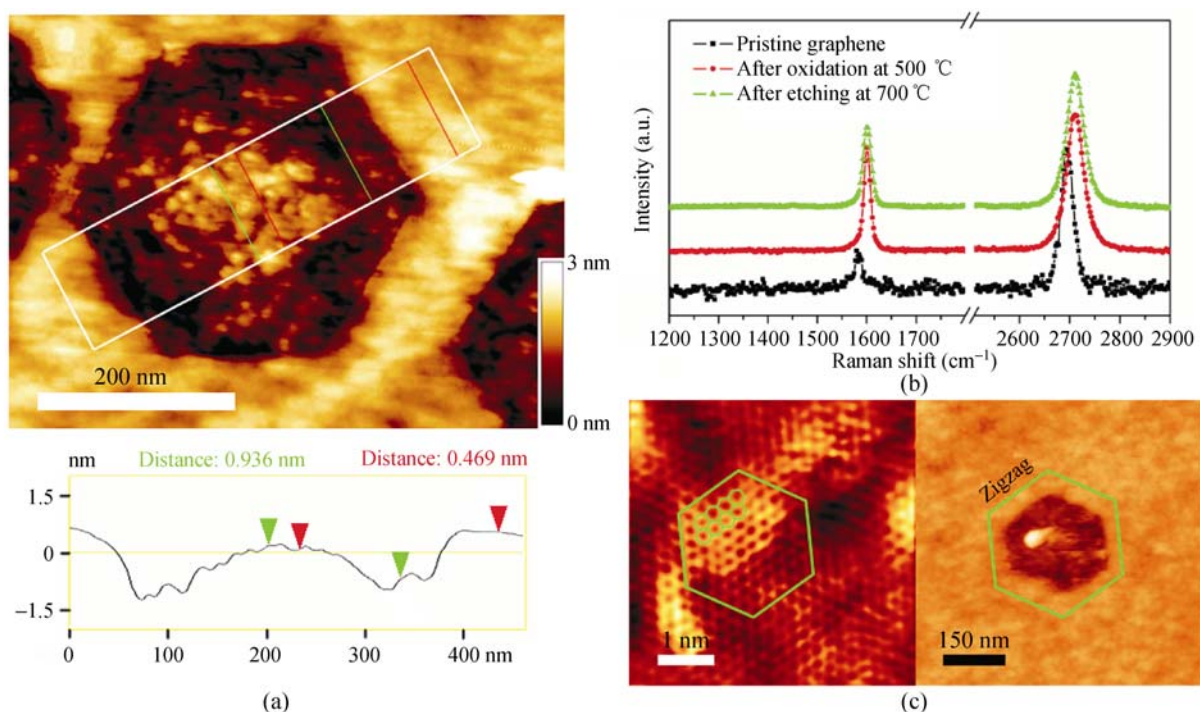 200 nm
3 nm
0 nm
nm Distance: 0.936 nm Distance: 0.469 nm
1.5
0
−1.5
0 100 200 300 400 nm
(a)
Pristine graphene
After oxidation at 500 ℃
After etching at 700 ℃
Intensity (a.u.)
1200 1300 1400 1500 1600 1700 2600 2700 2800 2900
Raman shift (cm⁻¹)
(b)
Zigzag
1 nm
150 nm
(c)